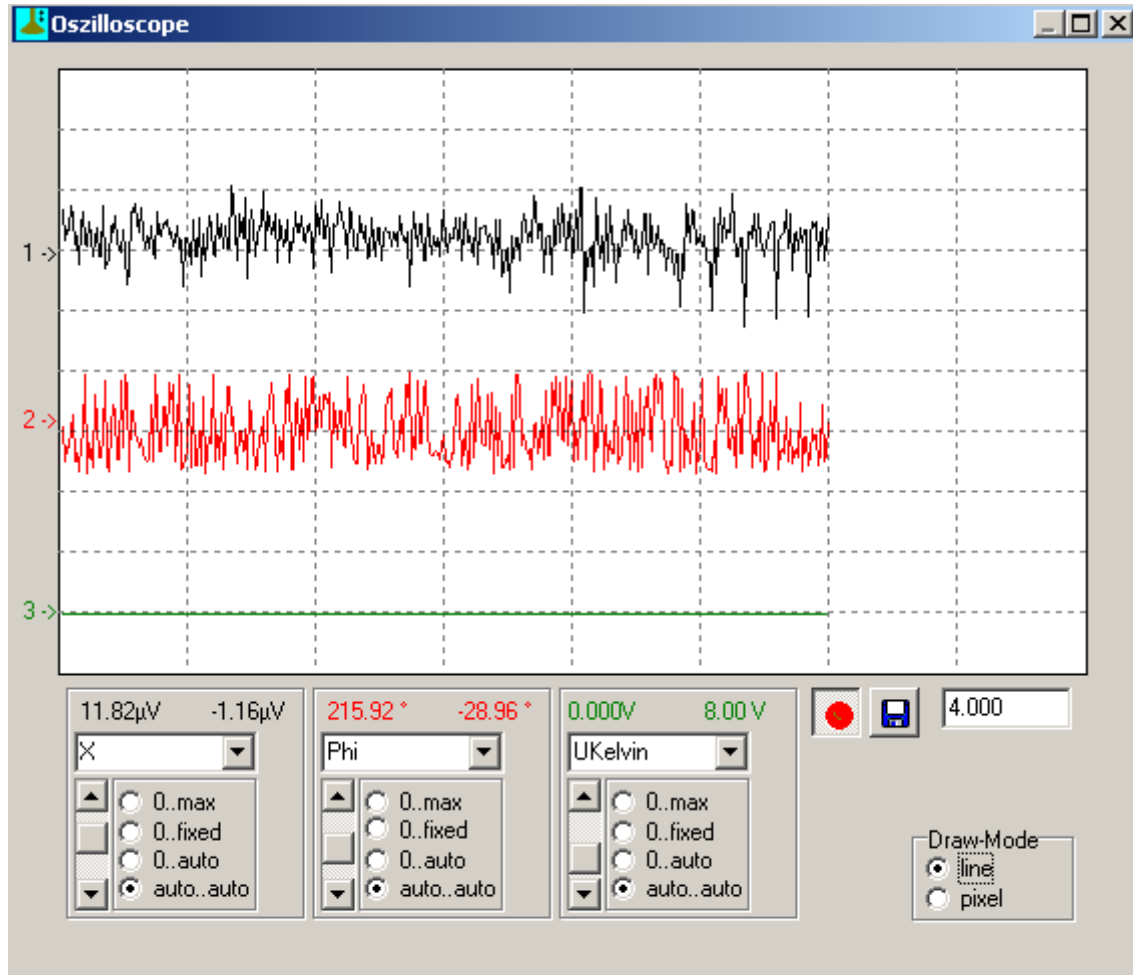 Oszilloscope
1 ->
2 ->
3 ->
11.82µV -1.16µV 215.92 ° -28.96 ° 0.000V 8.00 V 4.000
X Phi UKelvin
0..max 0..max 0..max
0..fixed 0..fixed 0..fixed
0..auto 0..auto 0..auto
auto..auto auto..auto auto..auto
Draw-Mode
line
pixel